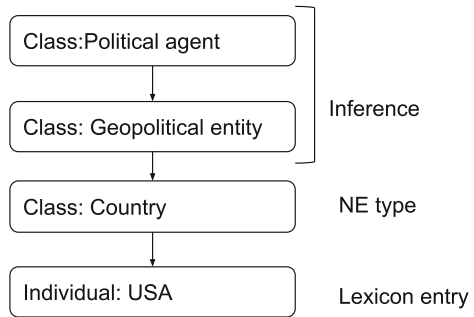 Class:Political agent
Class: Geopolitical entity
Inference
Class: Country
NE type
Individual: USA
Lexicon entry